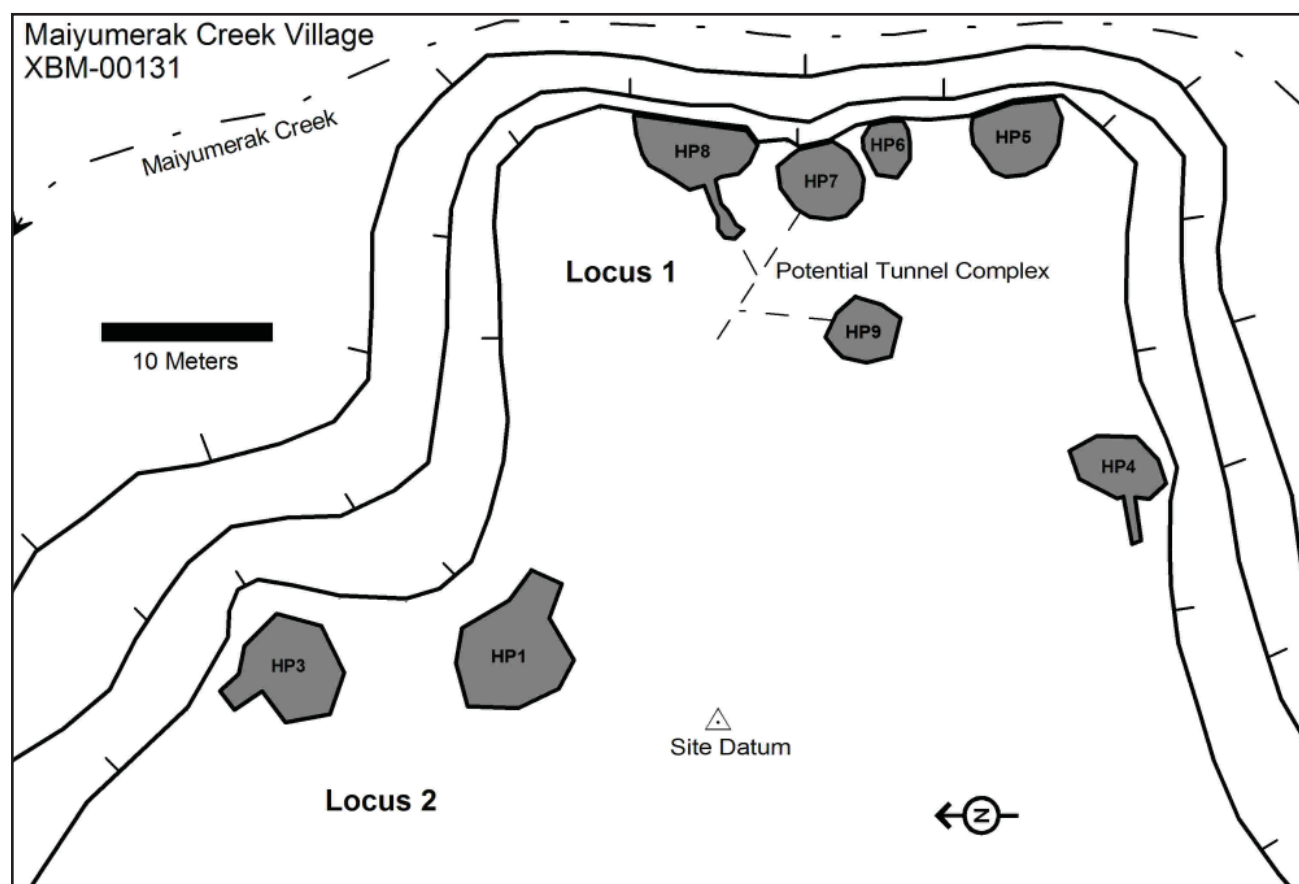 Maiyumerak Creek Village
XBM-00131
Maiyumerak Creek
HP8
HP7
HP6
HP5
Locus 1
Potential Tunnel Complex
HP9
10 Meters
HP4
HP3
HP1
Site Datum
Locus 2
N